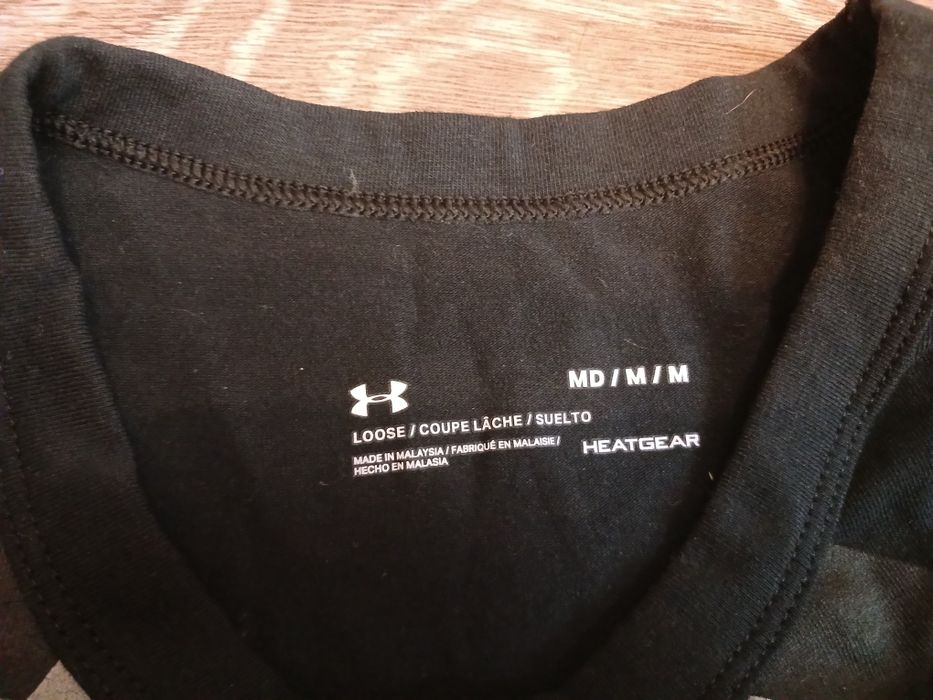 MD / M / M
LOOSE / COUPE LÂCHE / SUELTO
MADE IN MALAYSIA / FABRIQUÉ EN MALAISIE /
HECHO EN MALASIA
HEATGEAR